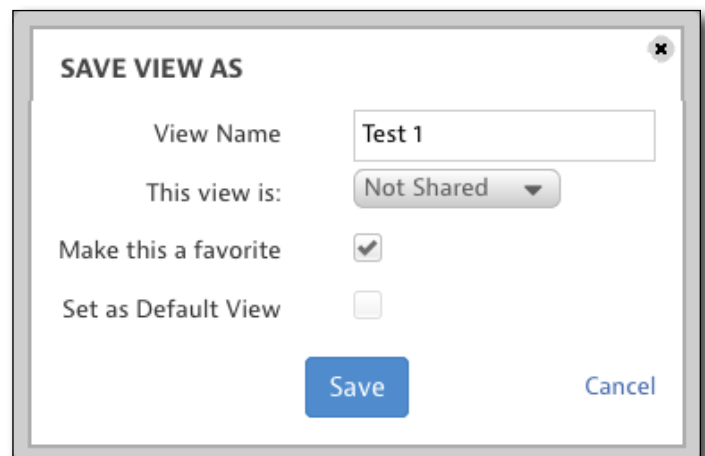 SAVE VIEW AS
View Name Test 1
This view is: Not Shared
Make this a favorite
Set as Default View
Save Cancel